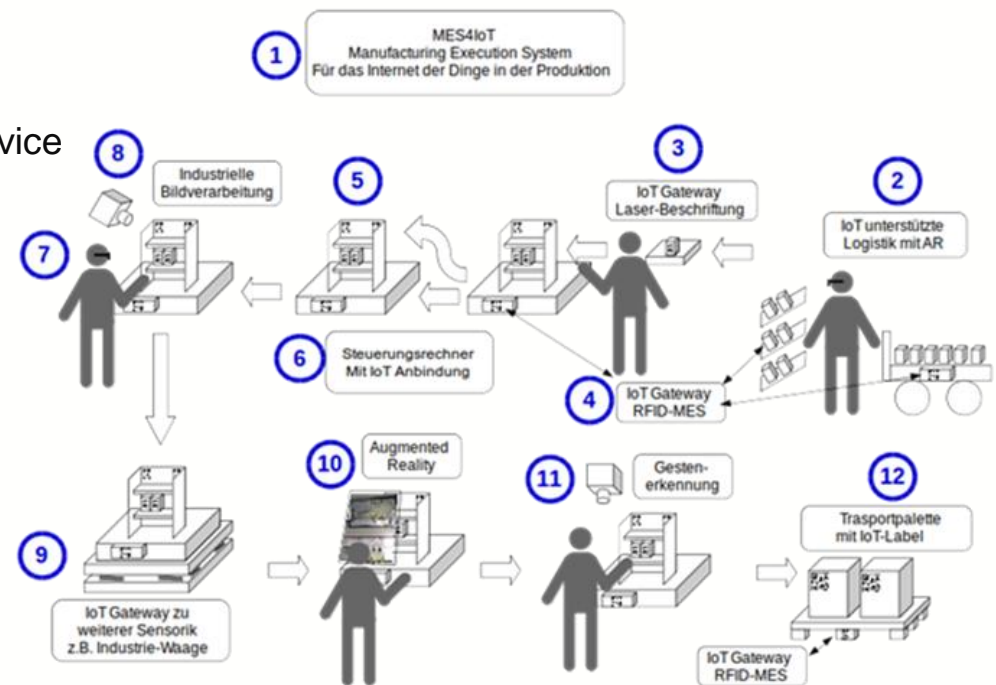 1
MES4IoT
Manufacturing Execution System
Für das Internet der Dinge in der Produktion
vice
8
Industrielle
Bildverarbeitung
5
3
IoT Gateway
Laser-Beschriftung
2
IoT unterstützte
Logistik mit AR
7
6
Steuerungsrechner
Mit IoT Anbindung
4
IoT Gateway
RFID-MES
10
Augmented
Reality
11
Gesten-
erkennung
12
Trasportpalette
mit IoT-Label
9
IoT Gateway zu
weiterer Sensorik
z.B. Industrie-Waage
IoT Gateway
RFID-MES